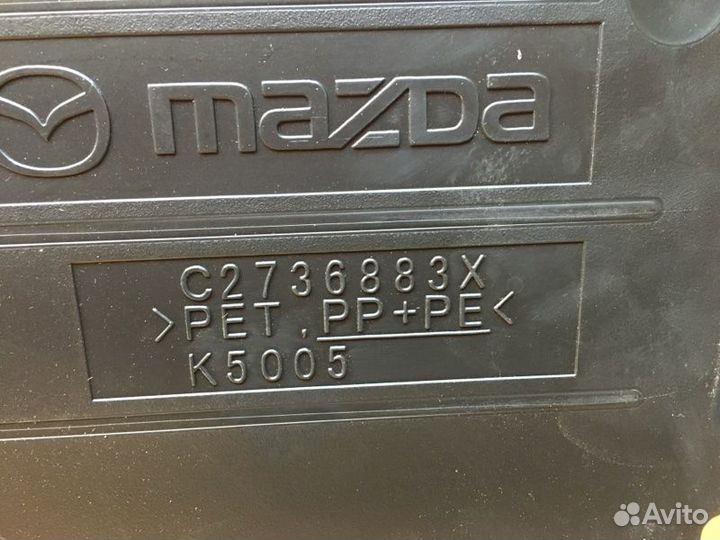 mazda
C2736883X
>PET,PP+PE<
K5005
Avito